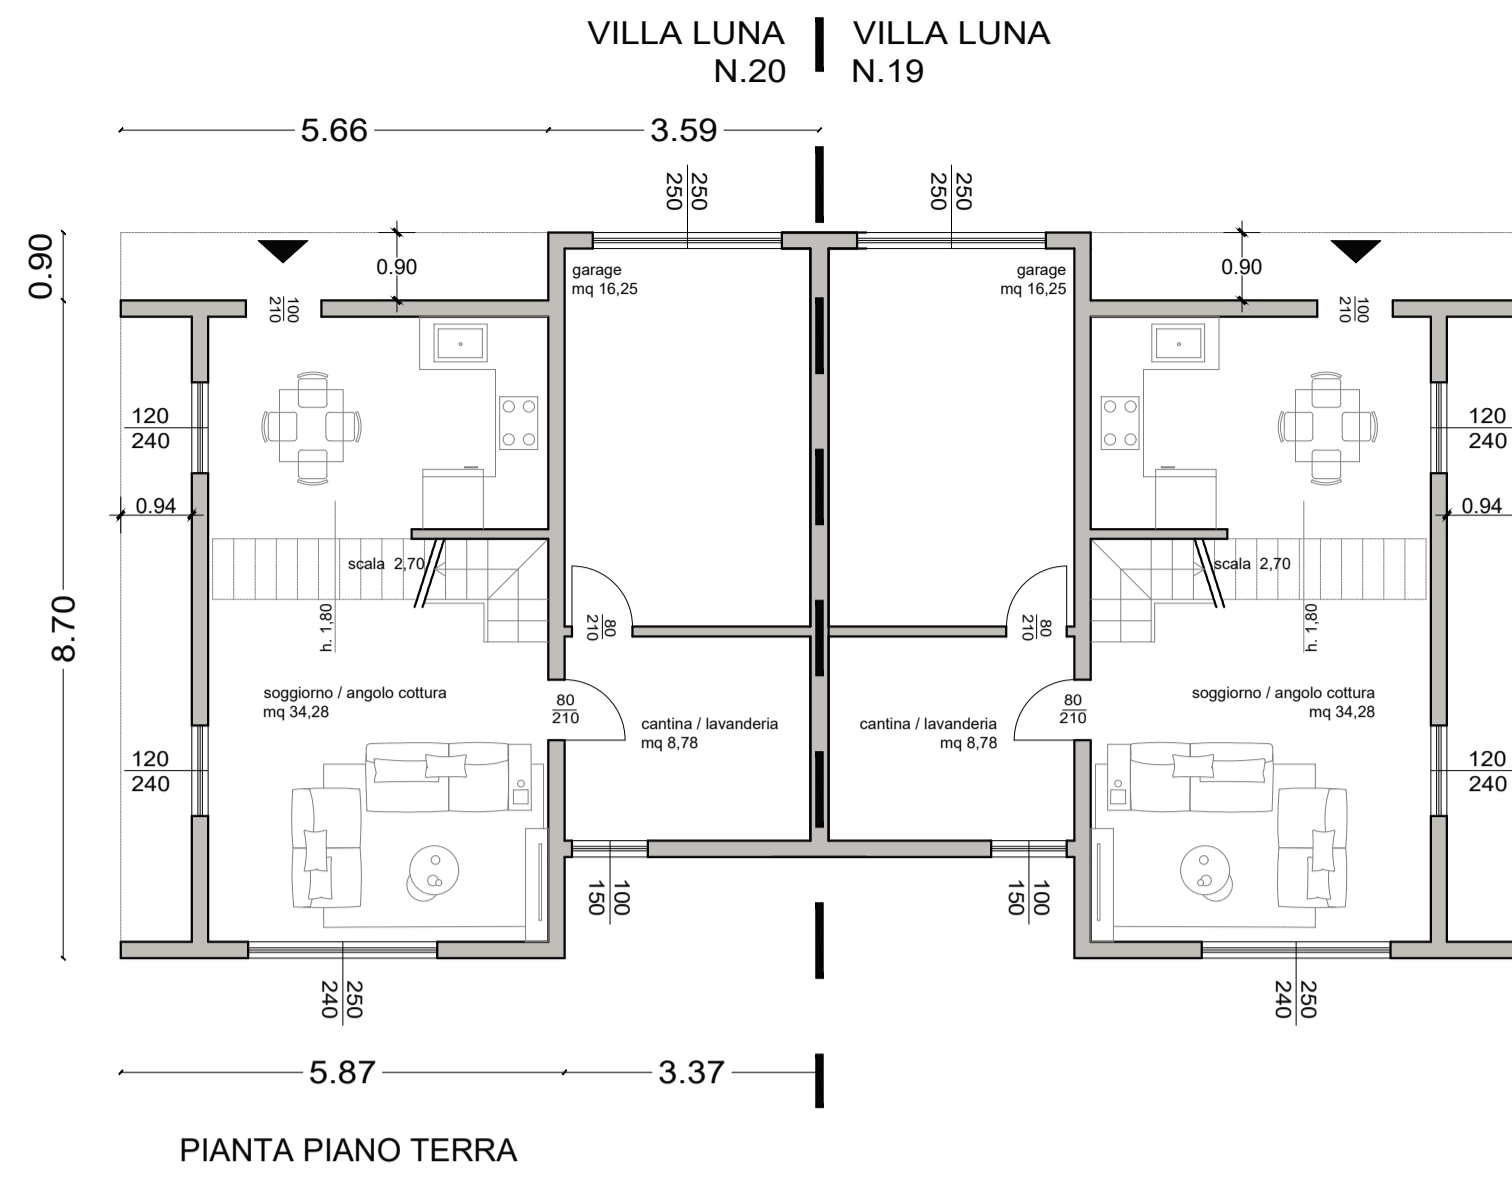 VILLA LUNA
N.20
VILLA LUNA
N.19
5.66
3.59
250
250
250
250
0.90
0.90
0.90
garage
mq 16,25
garage
mq 16,25
100
210
100
210
120
240
120
240
0.94
0.94
scala 2,70
scala 2,70
h. 1,80
h. 1,80
80
210
80
210
8.70
soggiorno / angolo cottura
mq 34,28
80
210
cantina / lavanderia
mq 8,78
cantina / lavanderia
mq 8,78
80
210
soggiorno / angolo cottura
mq 34,28
120
240
120
240
100
150
100
150
250
240
250
240
5.87
3.37
PIANTA PIANO TERRA